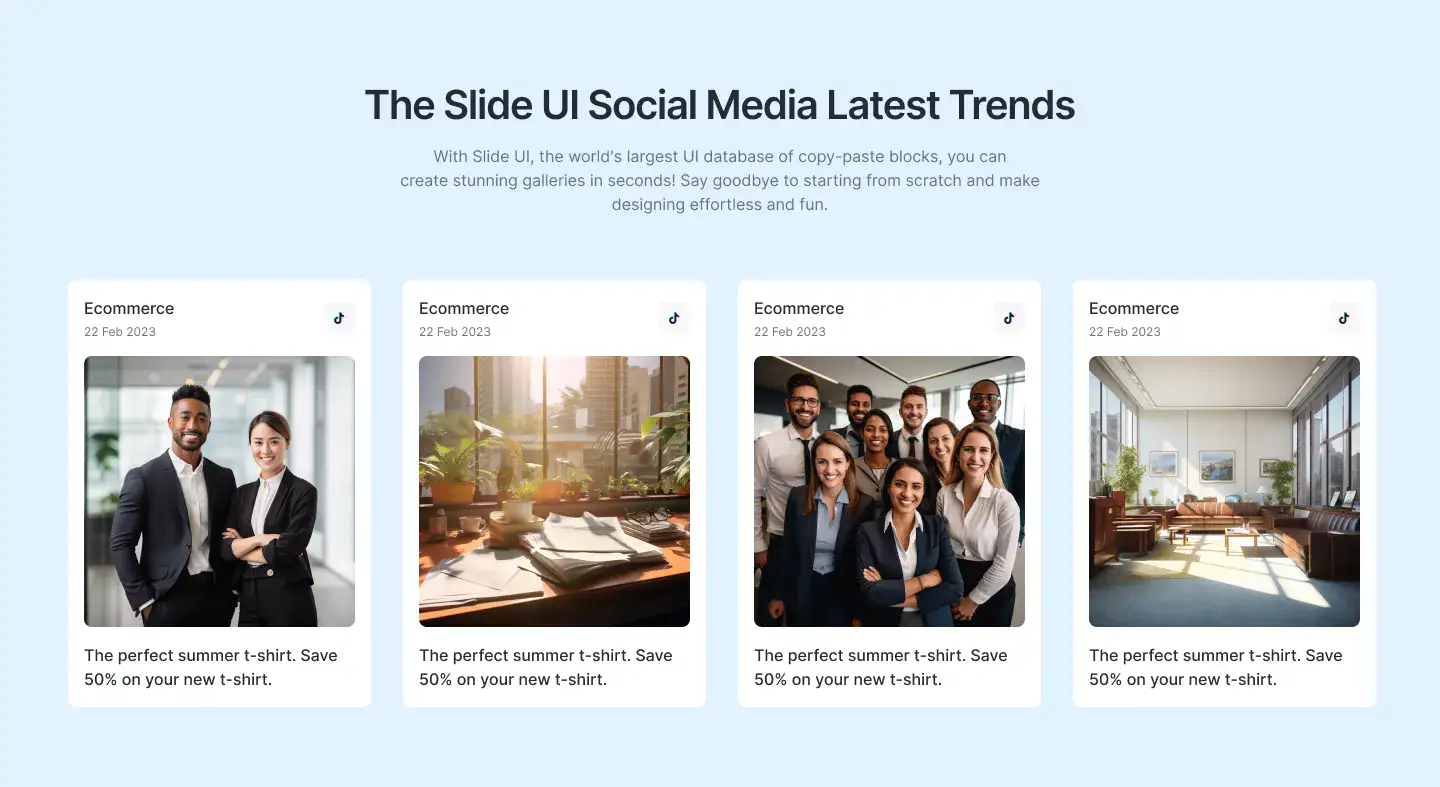 The Slide UI Social Media Latest Trends
With Slide UI, the world's largest UI database of copy-paste blocks, you can
create stunning galleries in seconds! Say goodbye to starting from scratch and make
designing effortless and fun.
Ecommerce
22 Feb 2023
The perfect summer t-shirt. Save
50% on your new t-shirt.
Ecommerce
22 Feb 2023
The perfect summer t-shirt. Save
50% on your new t-shirt.
Ecommerce
22 Feb 2023
The perfect summer t-shirt. Save
50% on your new t-shirt.
Ecommerce
22 Feb 2023
The perfect summer t-shirt. Save
50% on your new t-shirt.